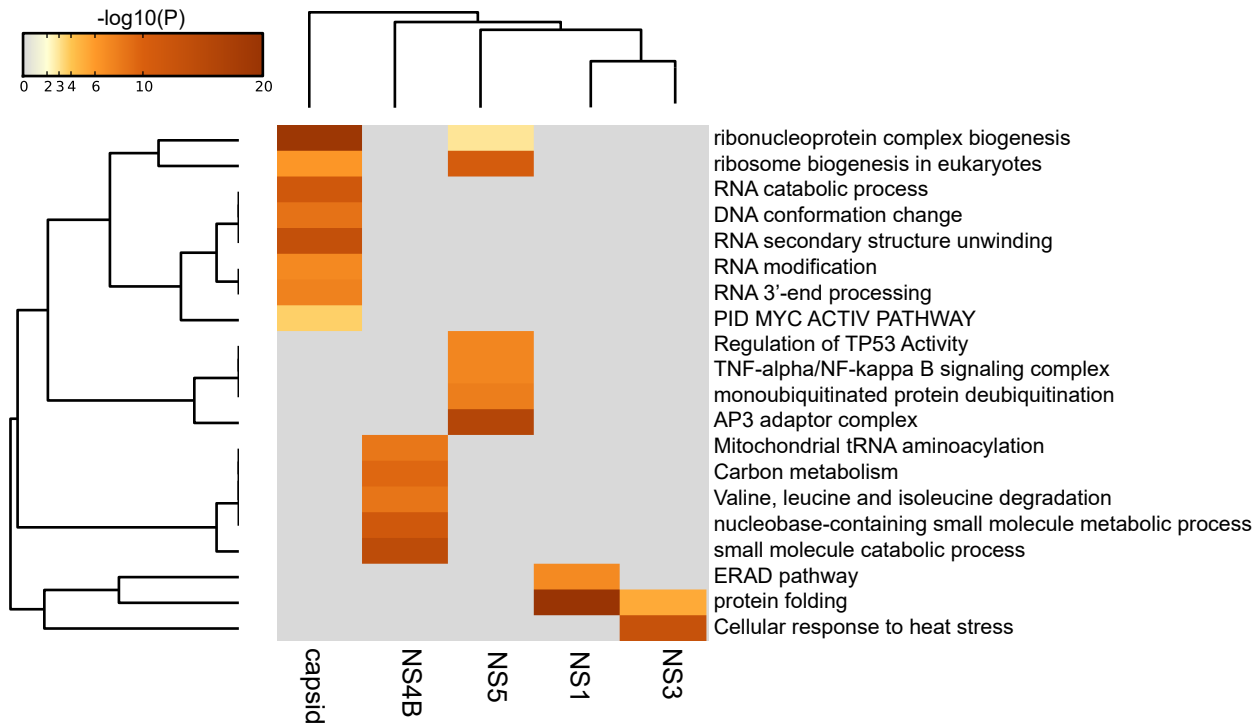 -log10(P)
0 2 3 4 6 10 20
ribonucleoprotein complex biogenesis
ribosome biogenesis in eukaryotes
RNA catabolic process
DNA conformation change
RNA secondary structure unwinding
RNA modification
RNA 3’-end processing
PID MYC ACTIV PATHWAY
Regulation of TP53 Activity
TNF-alpha/NF-kappa B signaling complex
monoubiquitinated protein deubiquitination
AP3 adaptor complex
Mitochondrial tRNA aminoacylation
Carbon metabolism
Valine, leucine and isoleucine degradation
nucleobase-containing small molecule metabolic process
small molecule catabolic process
ERAD pathway
protein folding
Cellular response to heat stress
capsid
NS4B
NS5
NS1
NS3